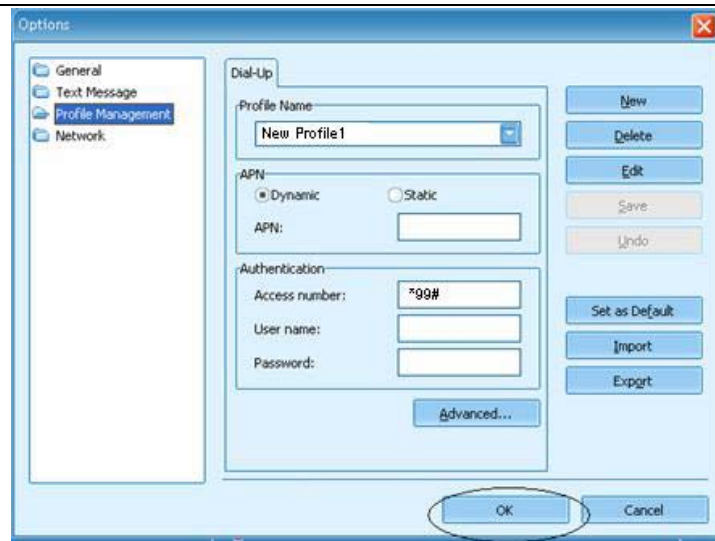 Options
General
Text Message
Profile Management
Network
Dial-Up
Profile Name
New Profile1
APN
Dynamic
Static
APN:
Authentication
Access number:
*99#
User name:
Password:
Advanced...
New
Delete
Edit
Save
Undo
Set as Default
Import
Export
OK
Cancel